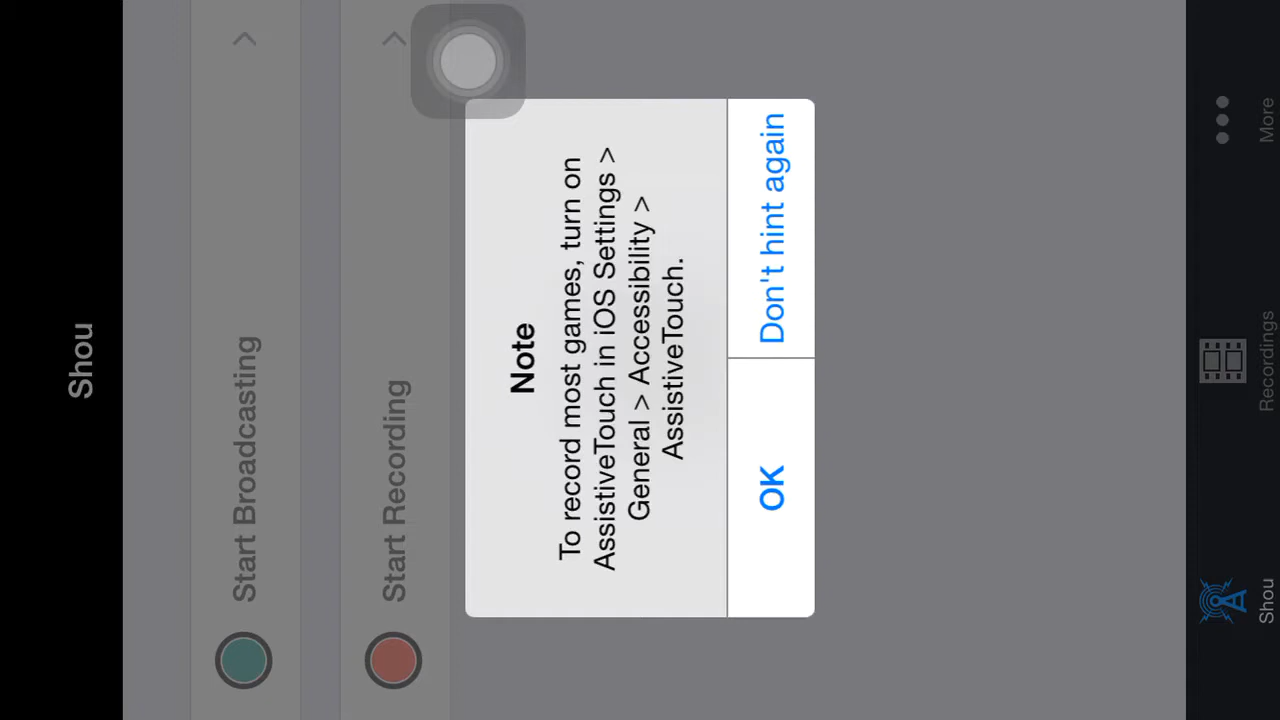 Shou
Start Broadcasting
Start Recording
Note
To record most games, turn on
AssistiveTouch in iOS Settings >
General > Accessibility >
AssistiveTouch.
OK
Don't hint again
Shou
Recordings
More